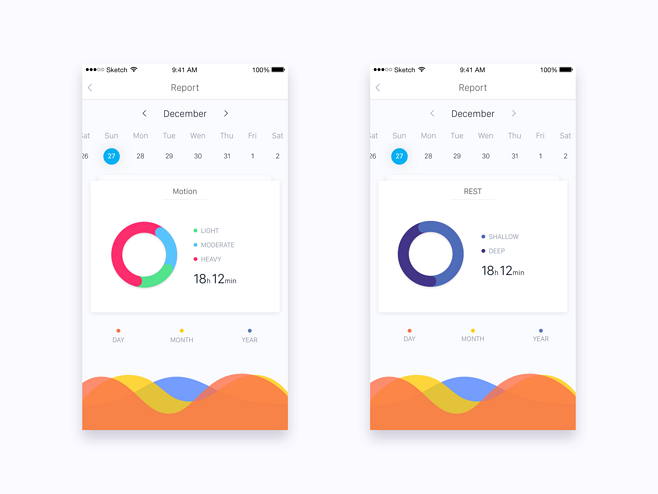 Sketch 9:41 AM 100%
Report
December
Sat Sun Mon Tue Wen Thu Fri Sat
26 27 28 29 30 31 1 2
Motion
LIGHT
MODERATE
HEAVY
18h 12min
DAY MONTH YEAR
Sketch 9:41 AM 100%
Report
December
Sat Sun Mon Tue Wen Thu Fri Sat
26 27 28 29 30 31 1 2
REST
SHALLOW
DEEP
18h 12min
DAY MONTH YEAR